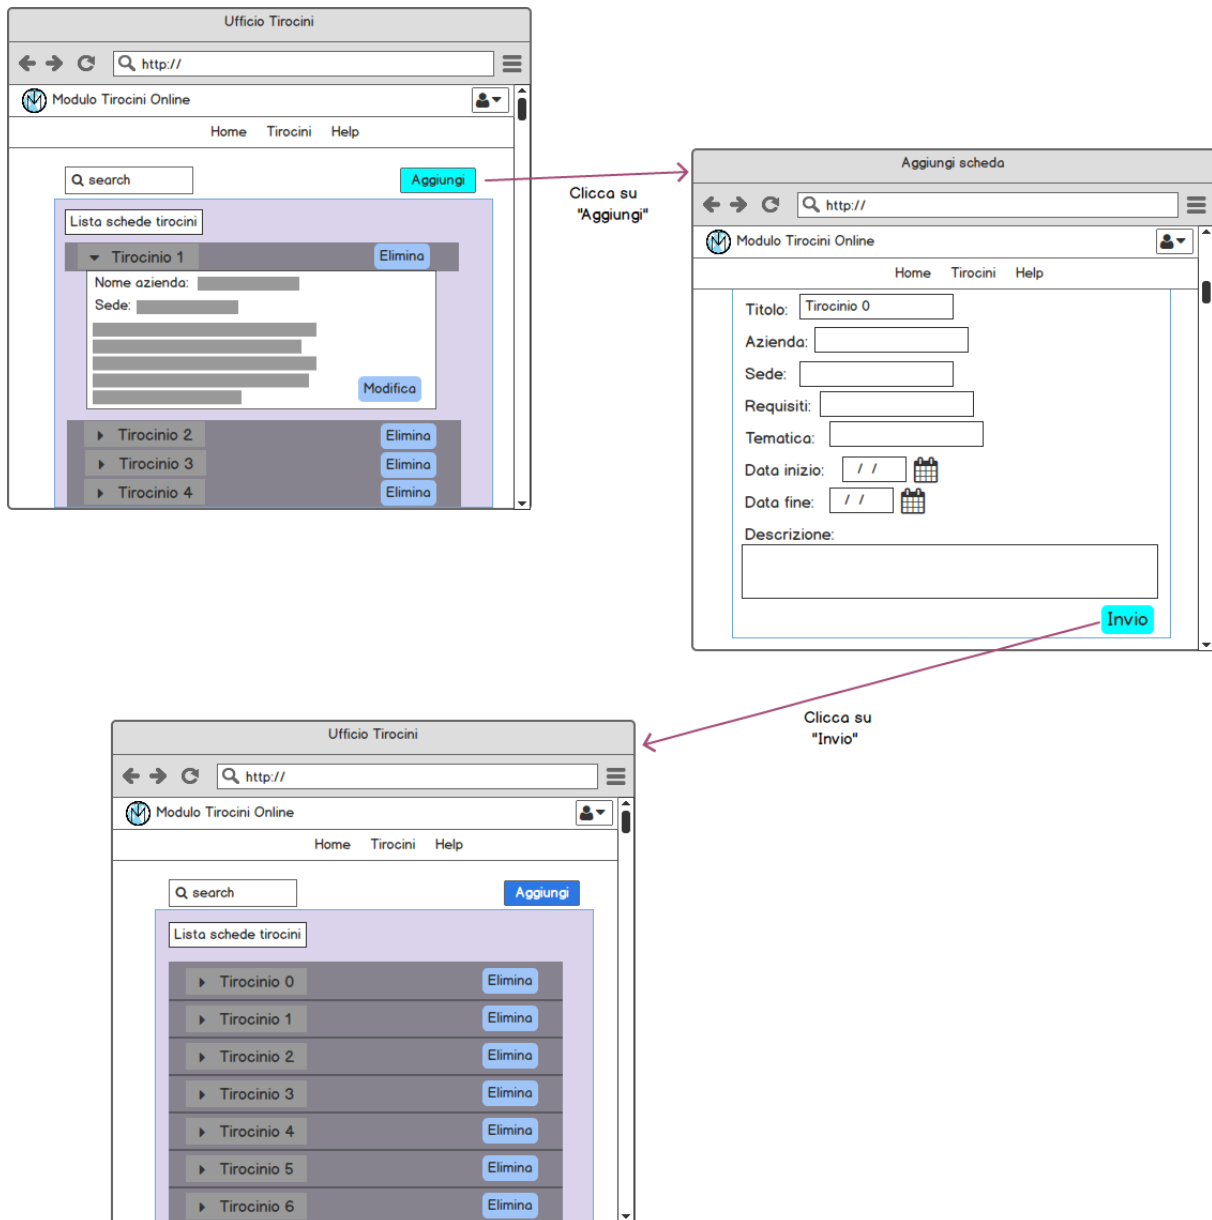 Ufficio Tirocini
http://
Modulo Tirocini Online
Home Tirocini Help
search Aggiungi
Lista schede tirocini
Tirocinio 1 Elimina
Nome azienda:
Sede:
Modifica
Tirocinio 2 Elimina
Tirocinio 3 Elimina
Tirocinio 4 Elimina
Clicca su
"Aggiungi"
Aggiungi scheda
http://
Modulo Tirocini Online
Home Tirocini Help
Titolo: Tirocinio 0
Azienda:
Sede:
Requisiti:
Tematica:
Data inizio: / /
Data fine: / /
Descrizione:
Invio
Clicca su
"Invio"
Ufficio Tirocini
http://
Modulo Tirocini Online
Home Tirocini Help
search Aggiungi
Lista schede tirocini
Tirocinio 0 Elimina
Tirocinio 1 Elimina
Tirocinio 2 Elimina
Tirocinio 3 Elimina
Tirocinio 4 Elimina
Tirocinio 5 Elimina
Tirocinio 6 Elimina